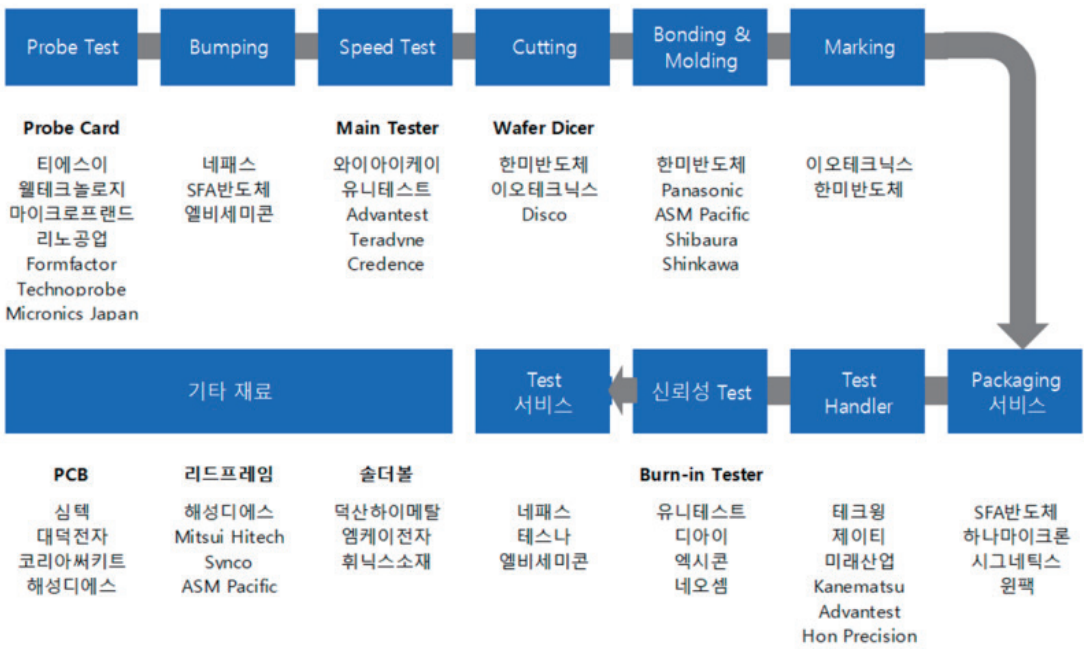 Probe Test
Bumping
Speed Test
Cutting
Bonding &
Molding
Marking
Probe Card
티에스이
웰테크놀로지
마이크로프랜드
리노공업
Formfactor
Technoprobe
Micronics Japan
네패스
SFA반도체
엘비세미콘
Main Tester
와이아이케이
유니테스트
Advantest
Teradyne
Credence
Wafer Dicer
한미반도체
이오테크닉스
Disco
한미반도체
Panasonic
ASM Pacific
Shibaura
Shinkawa
이오테크닉스
한미반도체
기타 재료
Test
서비스
신뢰성 Test
Test
Handler
Packaging
서비스
PCB
심텍
대덕전자
코리아써키트
해성디에스
리드프레임
해성디에스
Mitsui Hitech
Synco
ASM Pacific
솔더볼
덕산하이메탈
엠케이전자
휘닉스소재
네패스
테스나
엘비세미콘
Burn-in Tester
유니테스트
디아이
엑시콘
네오셈
테크윙
제이티
미래산업
Kanematsu
Advantest
Hon Precision
SFA반도체
하나마이크론
시그네틱스
윈팩